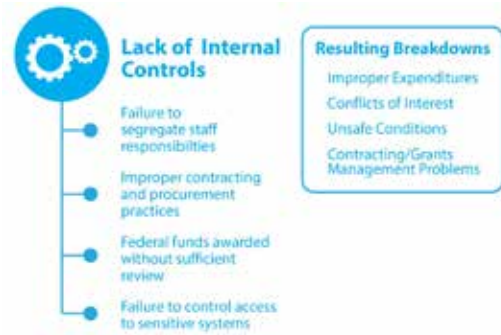 Lack of Internal
Controls
Failure to
segregate staff
responsibilties
Improper contracting
and procurement
practices
Federal funds awarded
without sufficient
review
Failure to control access
to sensitive systems
Resulting Breakdowns
Improper Expenditures
Conflicts of Interest
Unsafe Conditions
Contracting/Grants
Management Problems